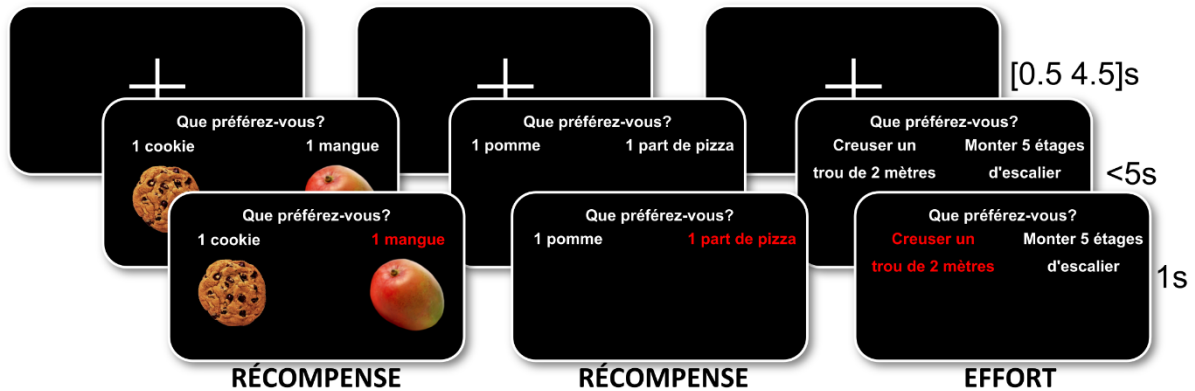 [0.5 4.5]s
Que préférez-vous?
1 cookie 1 mangue
Que préférez-vous?
1 pomme 1 part de pizza
Que préférez-vous?
Creuser un Monter 5 étages
trou de 2 mètres d'escalier
<5s
Que préférez-vous?
1 cookie 1 mangue
Que préférez-vous?
1 pomme 1 part de pizza
Que préférez-vous?
Creuser un Monter 5 étages
trou de 2 mètres d'escalier
1s
RÉCOMPENSE
RÉCOMPENSE
EFFORT